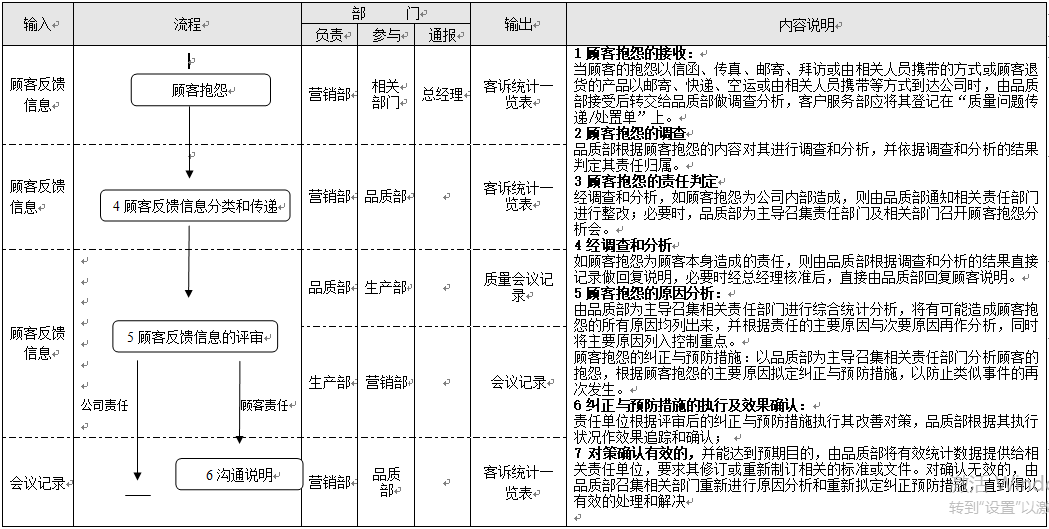 输入
流程
部 门
负责 参与 通报
输出
内容说明
顾客反馈
信息
顾客抱怨
营销部
相关
部门
总经理
客诉统计一
览表
顾客反馈
信息
4 顾客反馈信息分类和传递
营销部
品质部
客诉统计一
览表
顾客反馈
信息
品质部
生产部
质量会议记
录
5 顾客反馈信息的评审
公司责任
顾客责任
生产部
营销部
会议记录
会议记录
6 沟通说明
营销部
品质
部
客诉统计一
览表
1 顾客抱怨的接收：
当顾客的抱怨以信函、传真、邮寄、拜访或由相关人员携带的方式或顾客退
货的产品以邮寄、快递、空运或由相关人员携带等方式到达公司时，由品质
部接受后转交给品质部做调查分析，客户服务部应将其登记在“质量问题传
递/处置单”上。
2 顾客抱怨的调查
品质部根据顾客抱怨的内容对其进行调查和分析，并依据调查和分析的结果
判定其责任归属。
3 顾客抱怨的责任判定
经调查和分析，如顾客抱怨为公司内部造成，则由品质部通知相关责任部门
进行整改；必要时，品质部为主导召集责任部门及相关部门召开顾客抱怨分
析会。
4 经调查和分析
如顾客抱怨为顾客本身造成的责任，则由品质部根据调查和分析的结果直接
记录做回复说明，必要时经总经理核准后，直接由品质部回复顾客说明。
5 顾客抱怨的原因分析：
由品质部为主导召集相关责任部门进行综合统计分析，将有可能造成顾客抱
怨的所有原因均列出来，并根据责任的主要原因与次要原因再作分析，同时
将主要原因列入控制重点。
顾客抱怨的纠正与预防措施：以品质部为主导召集相关责任部门分析顾客的
抱怨，根据顾客抱怨的主要原因拟定纠正与预防措施，以防止类似事件的再
次发生。
6 纠正与预防措施的执行及效果确认：
责任单位根据评审后的纠正与预防措施执行其改善对策，品质部根据其执行
状况作效果追踪和确认；
7 对策确认有效的，并能达到预期目的，由品质部将有效统计数据提供给相
关责任单位，要求其修订或重新制订相关的标准或文件。对确认无效的，由
品质部召集相关部门重新进行原因分析和重新拟定纠正预防措施，直到得以
有效的处理和解决
转到“设置”以激